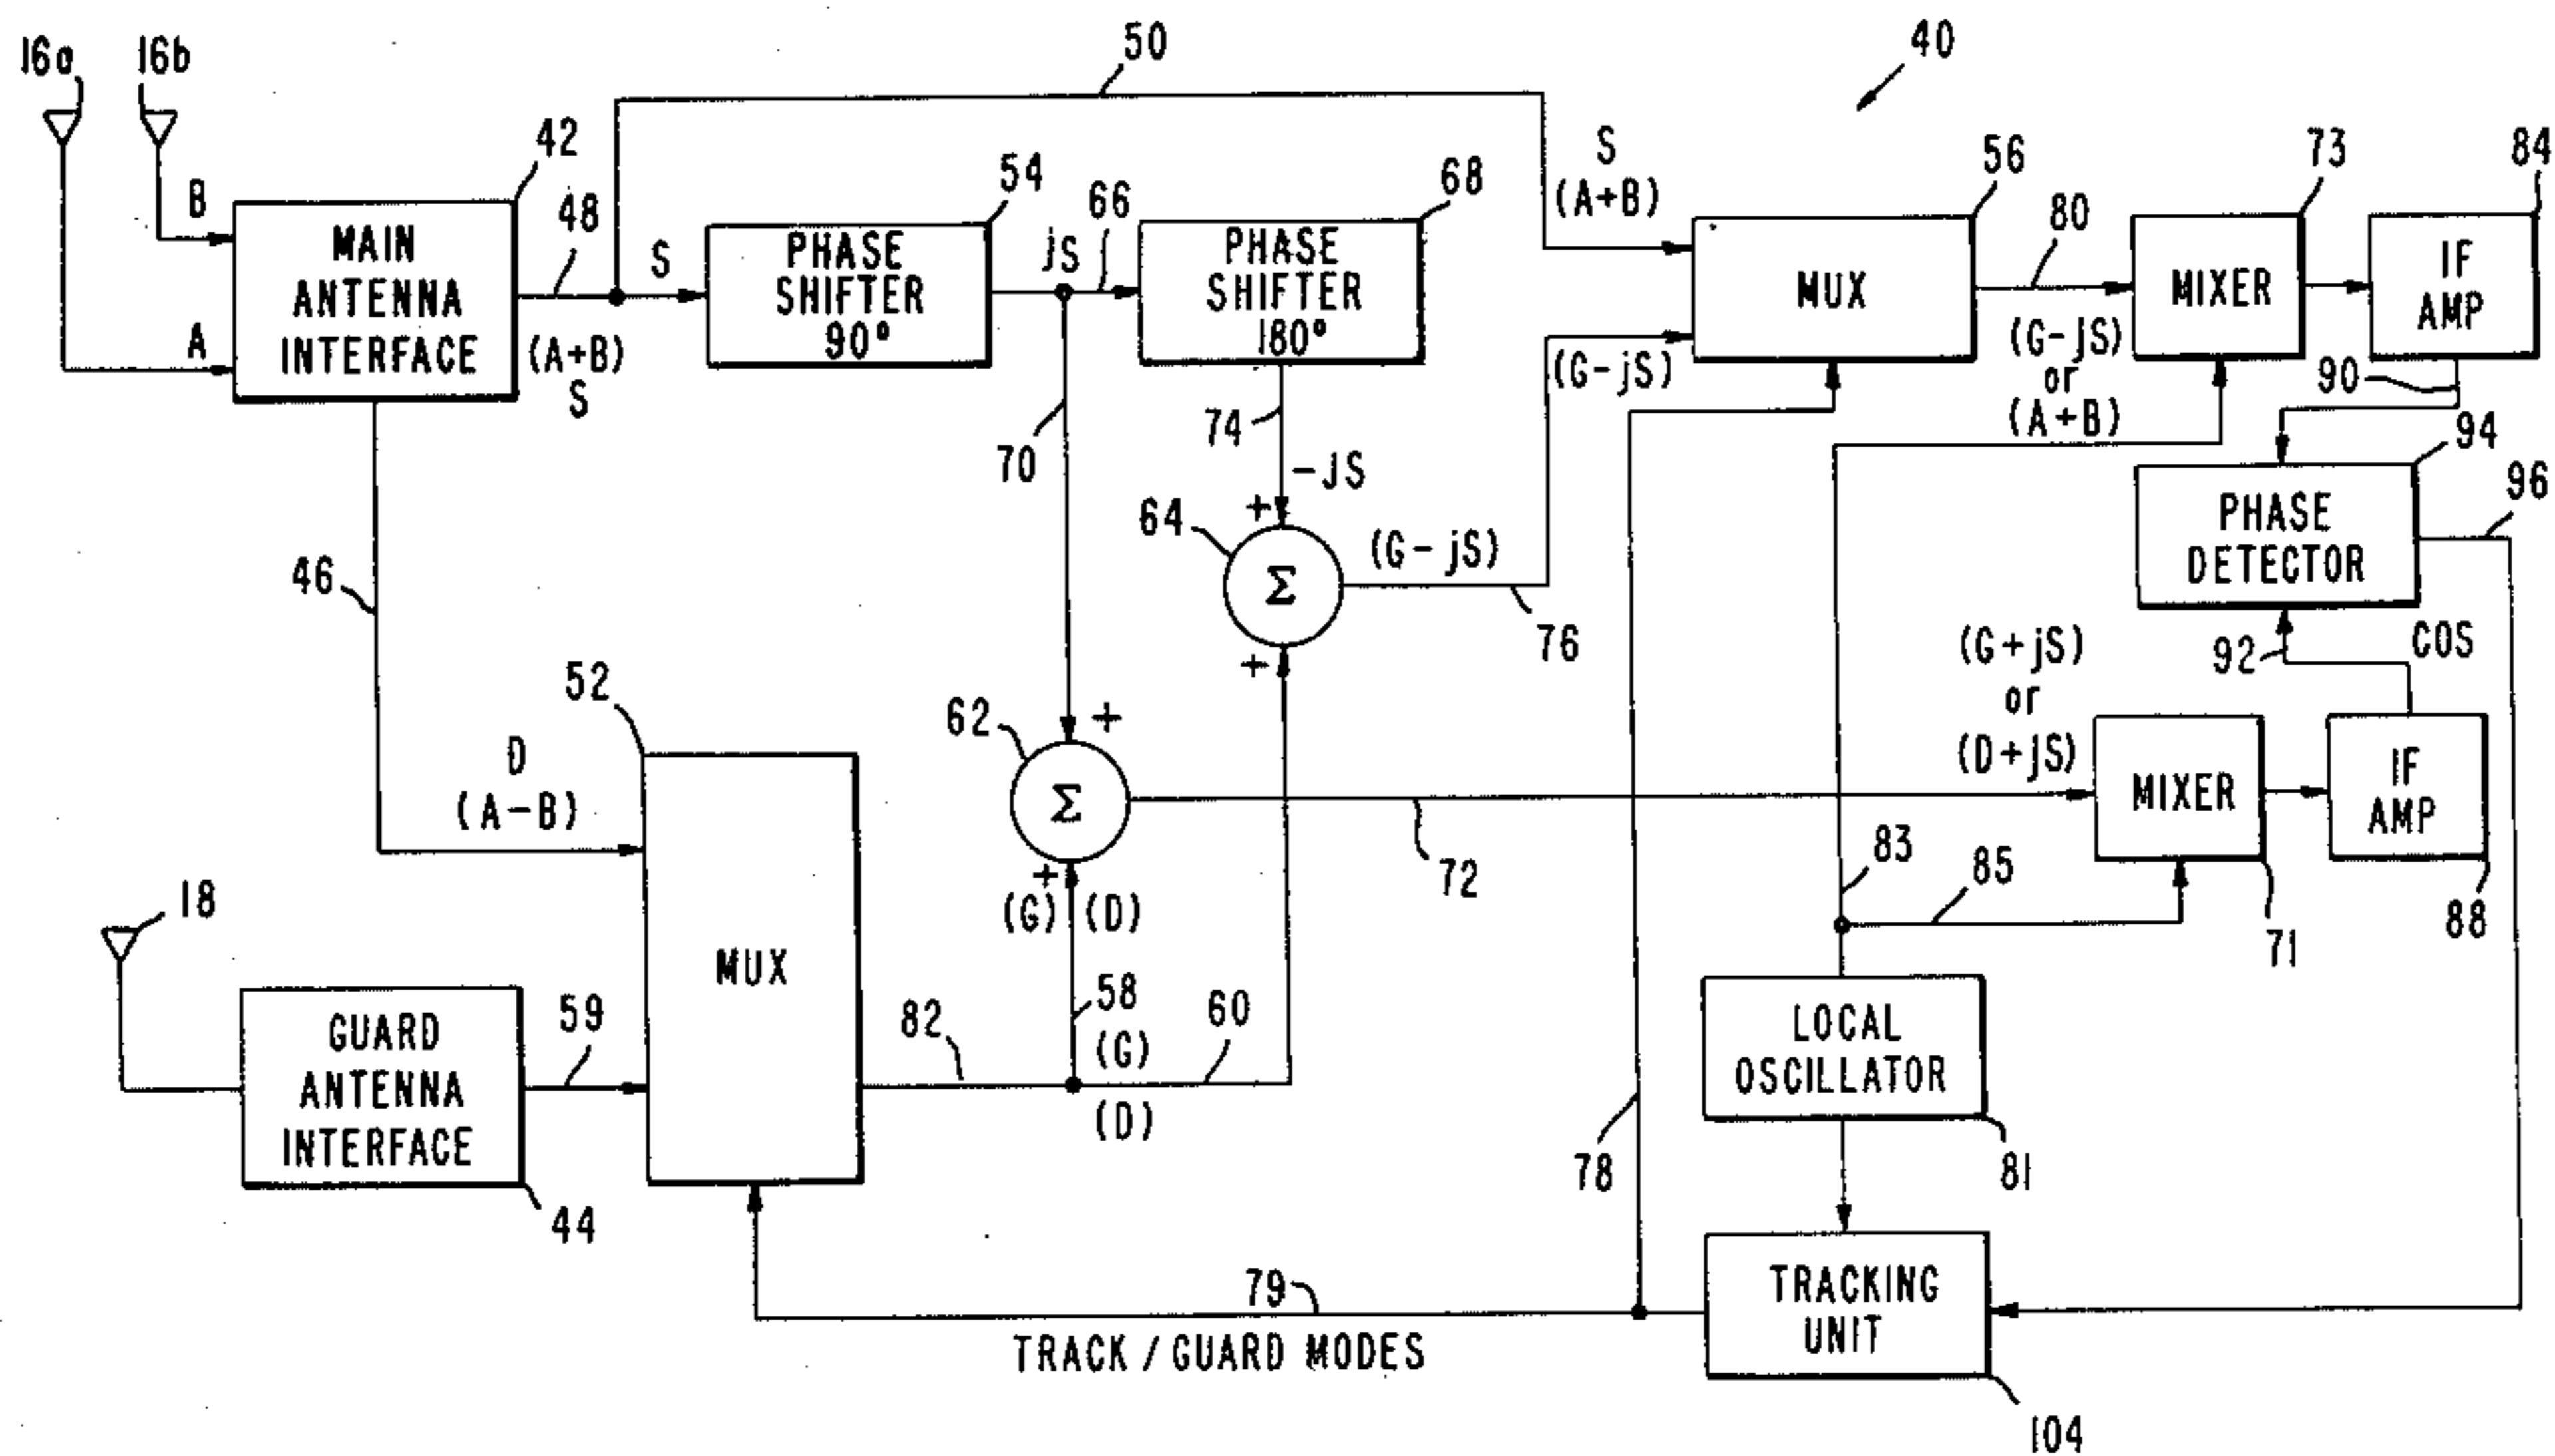 16a
16b
50
40
42
48
54
66
68
S
(A+B)
56
80
73
84
B
A
MAIN
ANTENNA
INTERFACE
S
PHASE
SHIFTER
90°
jS
PHASE
SHIFTER
180°
MUX
MIXER
IF
AMP
(A+B)
S
(G-jS)
(G-jS)
or
(A+B)
90
70
74
-jS
94
96
PHASE
DETECTOR
46
64
+
Σ
+
(G-jS)
76
(G+jS)
or
(D+jS)
92
COS
52
D
(A-B)
62
+
Σ
+
72
MIXER
IF
AMP
71
88
83
85
18
(G)
(D)
MUX
58
(G)
60
(D)
82
GUARD
ANTENNA
INTERFACE
59
44
LOCAL
OSCILLATOR
81
78
79
TRACK / GUARD MODES
TRACKING
UNIT
104